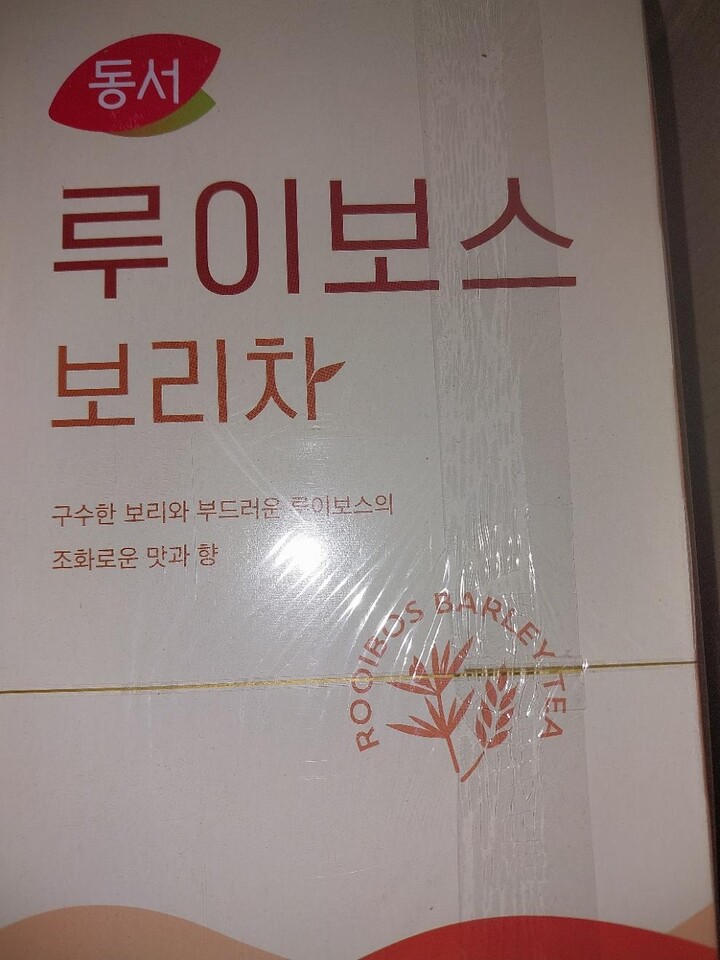 동서
루이보스
보리차
구수한 보리와 부드러운 루이보스의
조화로운 맛과 향
ROOIBOS BARLEY TEA